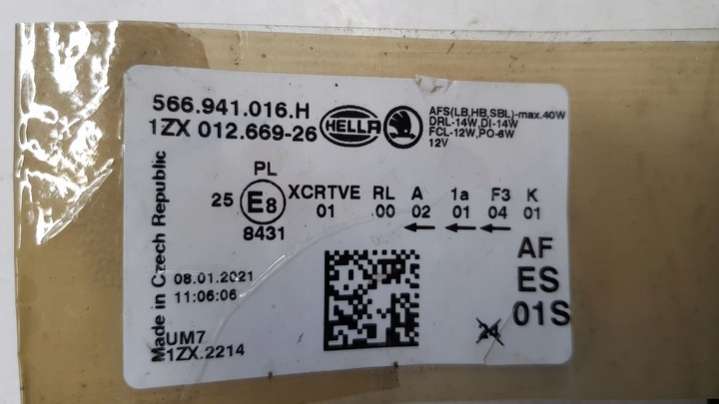 566.941.016.H
1ZX 012.669-26
HELLA
AFS(LB,HB,SBL)-max.40W
DRL-14W,DI-14W
FCL-12W,PO-6W
12V
PL
25 E8 XCRTVE RL A 1a F3 K
01 00 02 01 04 01
8431
Made in Czech Republic
08.01.2021
11:06:06
UM7
1ZX.2214
AF
ES
01S
24